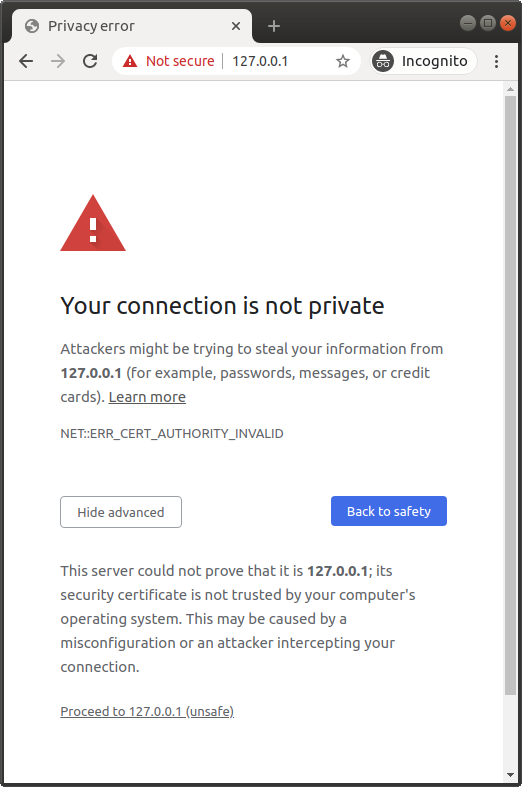 Privacy error
Not secure | 127.0.0.1
Incognito
Your connection is not private
Attackers might be trying to steal your information from
127.0.0.1 (for example, passwords, messages, or credit
cards). Learn more
NET::ERR_CERT_AUTHORITY_INVALID
Hide advanced
Back to safety
This server could not prove that it is 127.0.0.1; its
security certificate is not trusted by your computer's
operating system. This may be caused by a
misconfiguration or an attacker intercepting your
connection.
Proceed to 127.0.0.1 (unsafe)